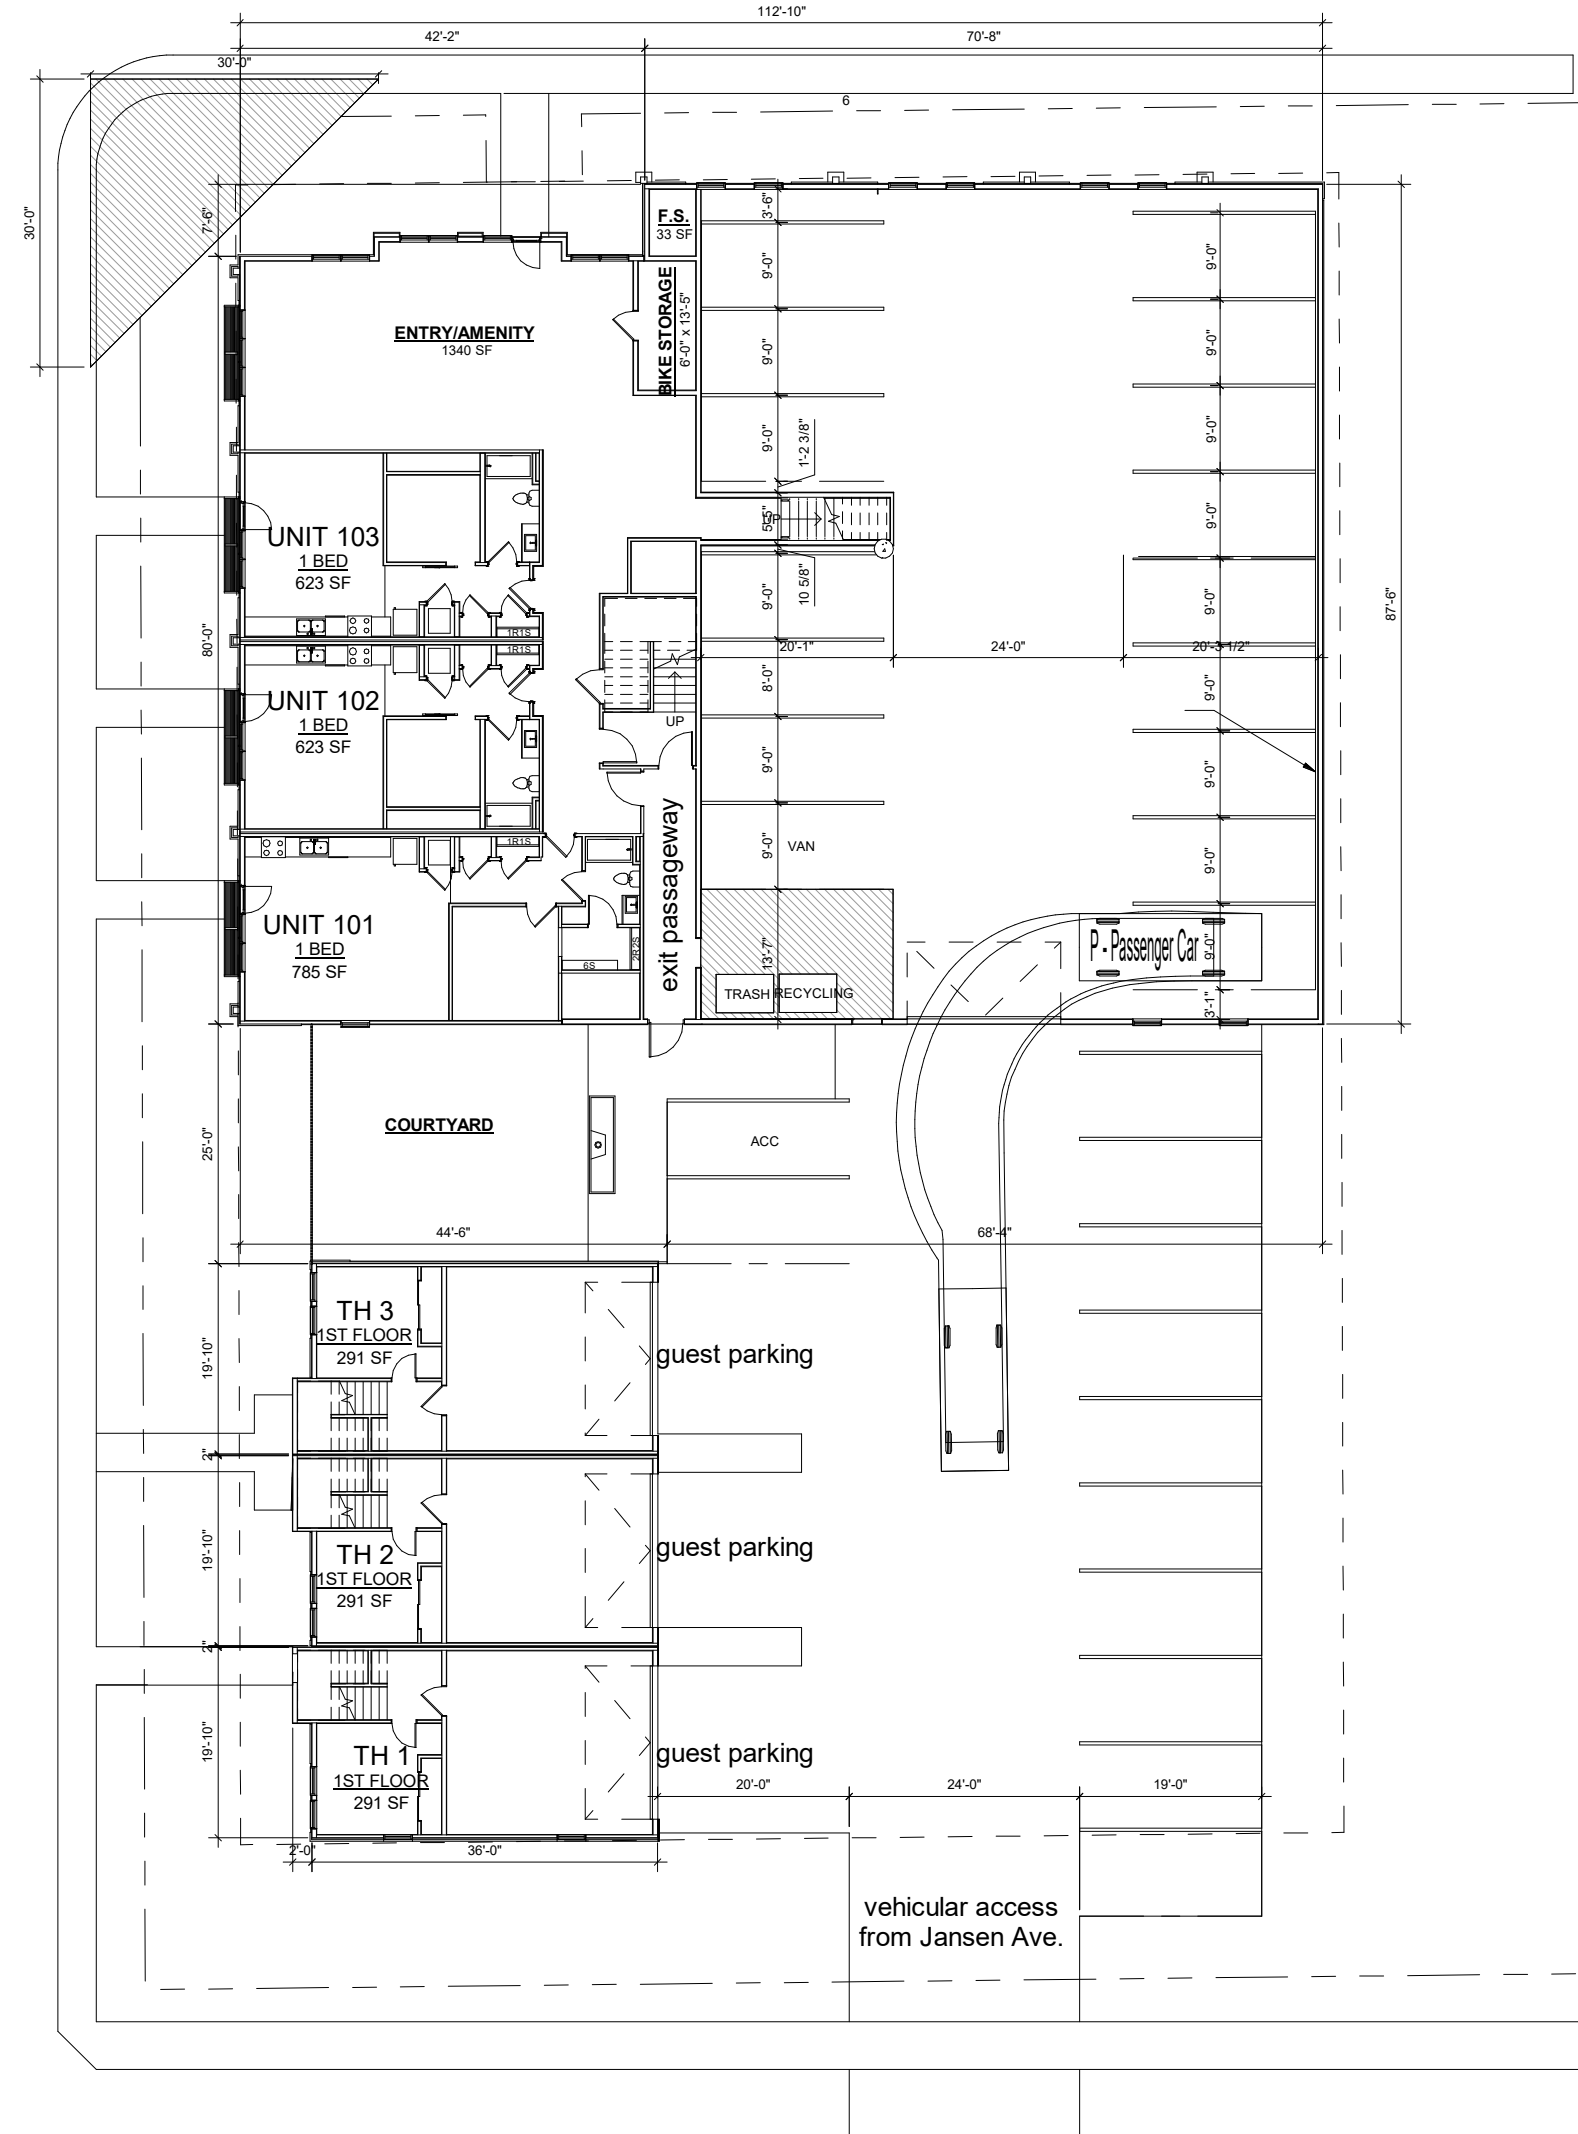 112'-10"
42'-2"
70'-8"
30'-0"
6
30'-0"
7'-6"
F.S.
33 SF
3'-6"
9'-0"
9'-0"
BIKE STORAGE
6'-0" x 13'-5"
ENTRY/AMENITY
1340 SF
9'-0"
9'-0"
9'-0"
1'-2 3/8"
9'-0"
9'-0"
UP
5'-5"
UNIT 103
1 BED
623 SF
10 5/8"
9'-0"
9'-0"
87'-6"
1R1S
1R1S
80'-0"
20'-1"
24'-0"
20'-3 1/2"
8'-0"
9'-0"
UNIT 102
1 BED
623 SF
UP
9'-0"
9'-0"
exit passageway
9'-0"
VAN
9'-0"
1R1S
UNIT 101
1 BED
785 SF
2R2S
6S
13'-7"
P - Passenger Car
9'-0"
TRASH
RECYCLING
3'-1"
COURTYARD
ACC
25'-0"
44'-6"
68'-4"
TH 3
1ST FLOOR
291 SF
19'-10"
guest parking
2"
TH 2
1ST FLOOR
291 SF
19'-10"
guest parking
2"
TH 1
1ST FLOOR
291 SF
19'-10"
guest parking
20'-0"
24'-0"
19'-0"
2'-0"
36'-0"
vehicular access
from Jansen Ave.